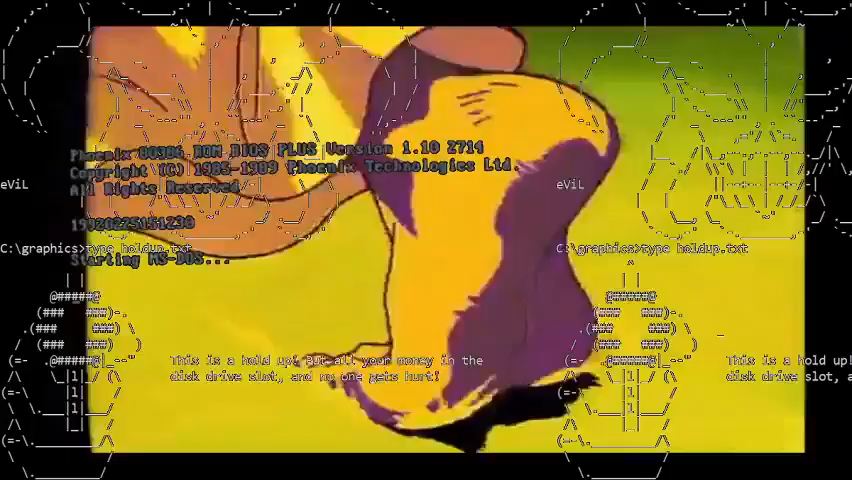 Phoenix 80386 ROM BIOS PLUS Version 1.10 2714
Copyright (C) 1985-1989 Phoenix Technologies Ltd.
All Rights Reserved
eViL
eViL
19920225151230
C:\graphics>type holdup.txt
C:\graphics>type holdup.txt
Starting MS-DOS...
This is a hold up! Put all your money in the
disk drive slot, and no one gets hurt!
This is a hold up!
disk drive slot, a